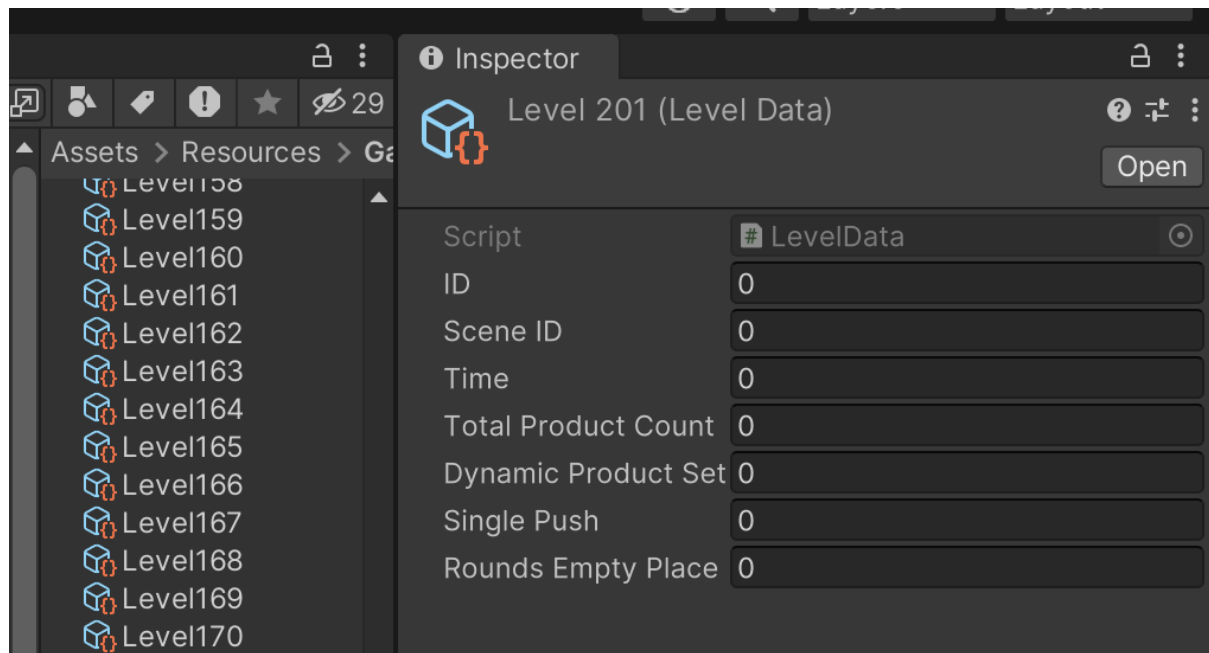 Inspector
29
Level 201 (Level Data)
Assets > Resources >
Open
Level158
Level159
Level160
Level161
Level162
Level163
Level164
Level165
Level166
Level167
Level168
Level169
Level170
Script
# LevelData
ID 0
Scene ID 0
Time 0
Total Product Count 0
Dynamic Product Set 0
Single Push 0
Rounds Empty Place 0